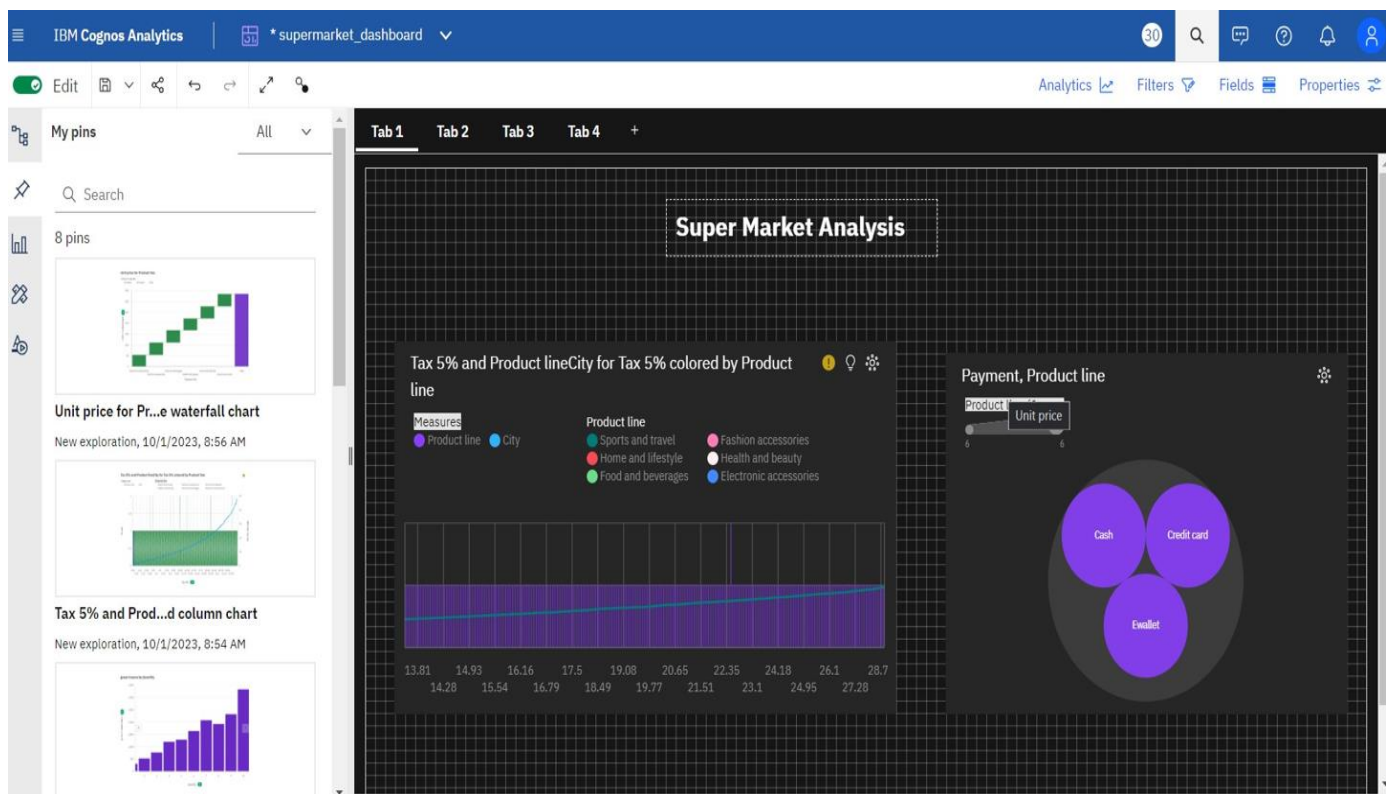 IBM Cognos Analytics
* supermarket_dashboard
30
Edit
Analytics
Filters
Fields
Properties
My pins
All
Search
8 pins
Unit price for Pr...e waterfall chart
New exploration, 10/1/2023, 8:56 AM
Tax 5% and Prod...d column chart
New exploration, 10/1/2023, 8:54 AM
Tab 1 Tab 2 Tab 3 Tab 4 +
Super Market Analysis
Tax 5% and Product lineCity for Tax 5% colored by Product
line
Measures
Product line City
Product line
Sports and travel Fashion accessories
Home and lifestyle Health and beauty
Food and beverages Electronic accessories
13.81 14.93 16.16 17.5 19.08 20.65 22.35 24.18 26.1 28.7
14.28 15.54 16.79 18.49 19.77 21.51 23.1 24.95 27.28
Payment, Product line
Product
Unit price
6 6
Cash
Credit card
Ewallet